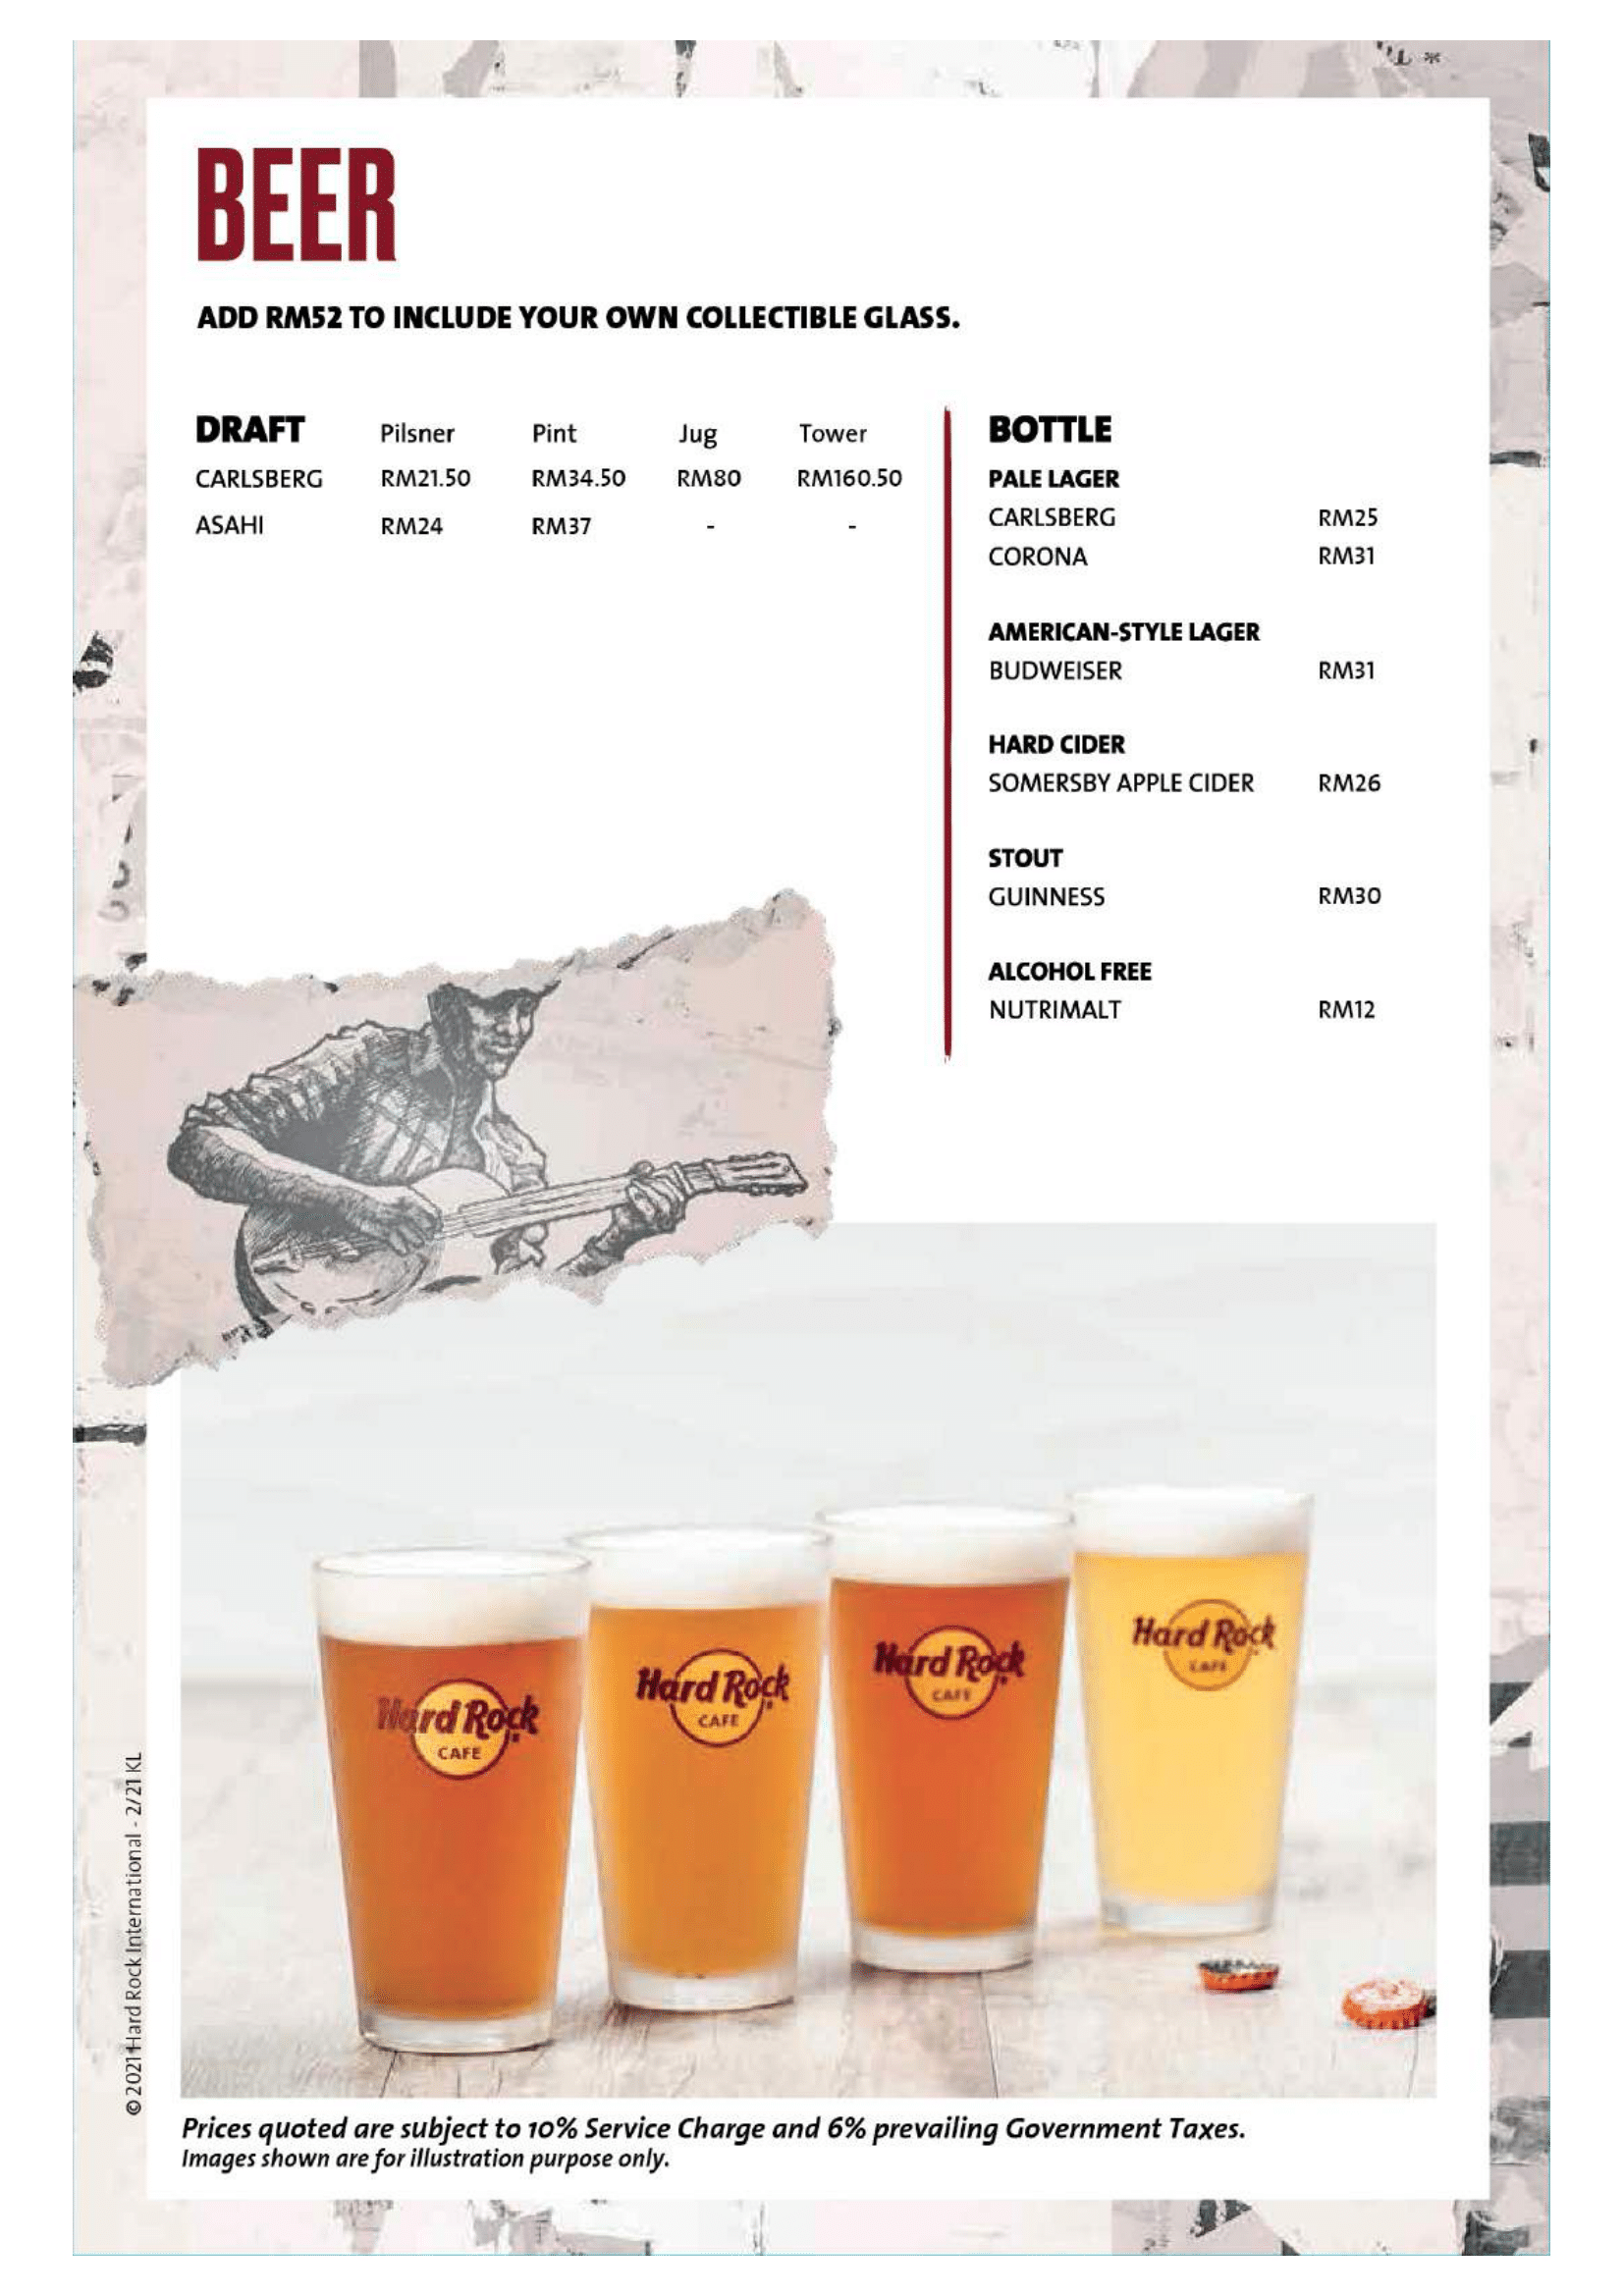 BEER
ADD RM52 TO INCLUDE YOUR OWN COLLECTIBLE GLASS.
DRAFT Pilsner Pint Jug Tower
CARLSBERG RM21.50 RM34.50 RM80 RM160.50
ASAHI RM24 RM37 - -
BOTTLE
PALE LAGER
CARLSBERG RM25
CORONA RM31
AMERICAN-STYLE LAGER
BUDWEISER RM31
HARD CIDER
SOMERSBY APPLE CIDER RM26
STOUT
GUINNESS RM30
ALCOHOL FREE
NUTRIMALT RM12
Hard Rock
CAFE
Hard Rock
CAFE
Hard Rock
CAFE
Hard Rock
CAFE
© 2021 Hard Rock International - 2/21 KL
Prices quoted are subject to 10% Service Charge and 6% prevailing Government Taxes.
Images shown are for illustration purpose only.